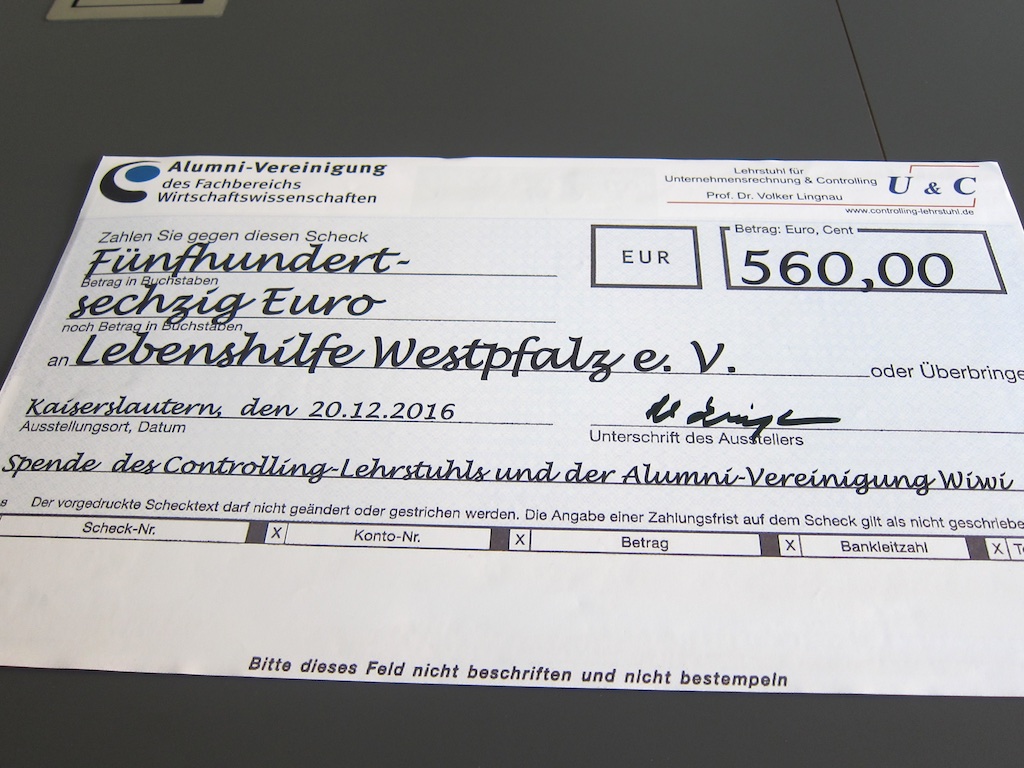 Alumni-Vereinigung
des Fachbereichs
Wirtschaftswissenschaften
Lehrstuhl für
Unternehmensrechnung & Controlling
Prof. Dr. Volker Lingnau
U & C
www.controlling-lehrstuhl.de
Zahlen Sie gegen diesen Scheck
Fünfhundert-
Betrag in Buchstaben
EUR
Betrag: Euro, Cent
560,00
sechzig Euro
noch Betrag in Buchstaben
an Lebenshilfe Westpfalz e. V. oder Überbringe
Kaiserslautern, den 20.12.2016
Ausstellungsort, Datum
Unterschrift des Ausstellers
Spende des Controlling-Lehrstuhls und der Alumni-Vereinigung Wiwi
Der vorgedruckte Schecktext darf nicht geändert oder gestrichen werden. Die Angabe einer Zahlungsfrist auf dem Scheck gilt als nicht geschriebe
Scheck-Nr. X Konto-Nr. X Betrag X Bankleitzahl X
Bitte dieses Feld nicht beschriften und nicht bestempeln